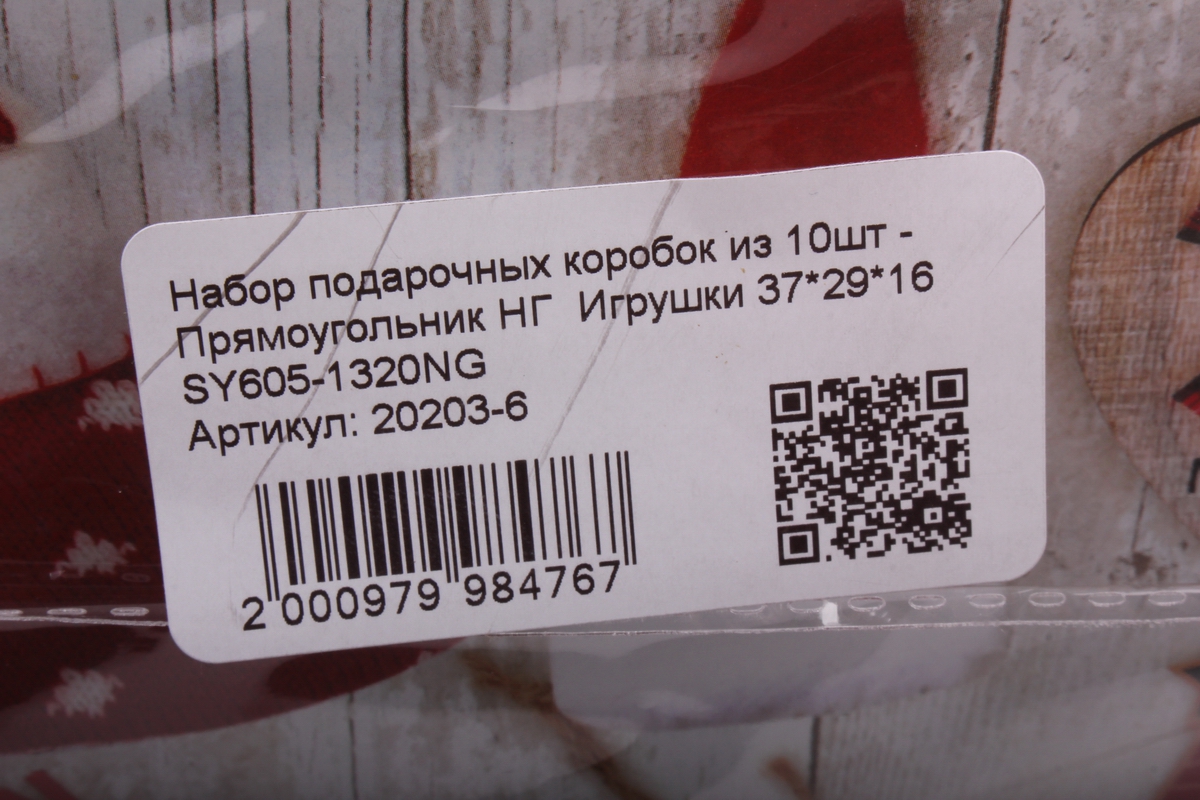 Набор подарочных коробок из 10шт -
Прямоугольник НГ Игрушки 37*29*16
SY605-1320NG
Артикул: 20203-6
2 000979 984767